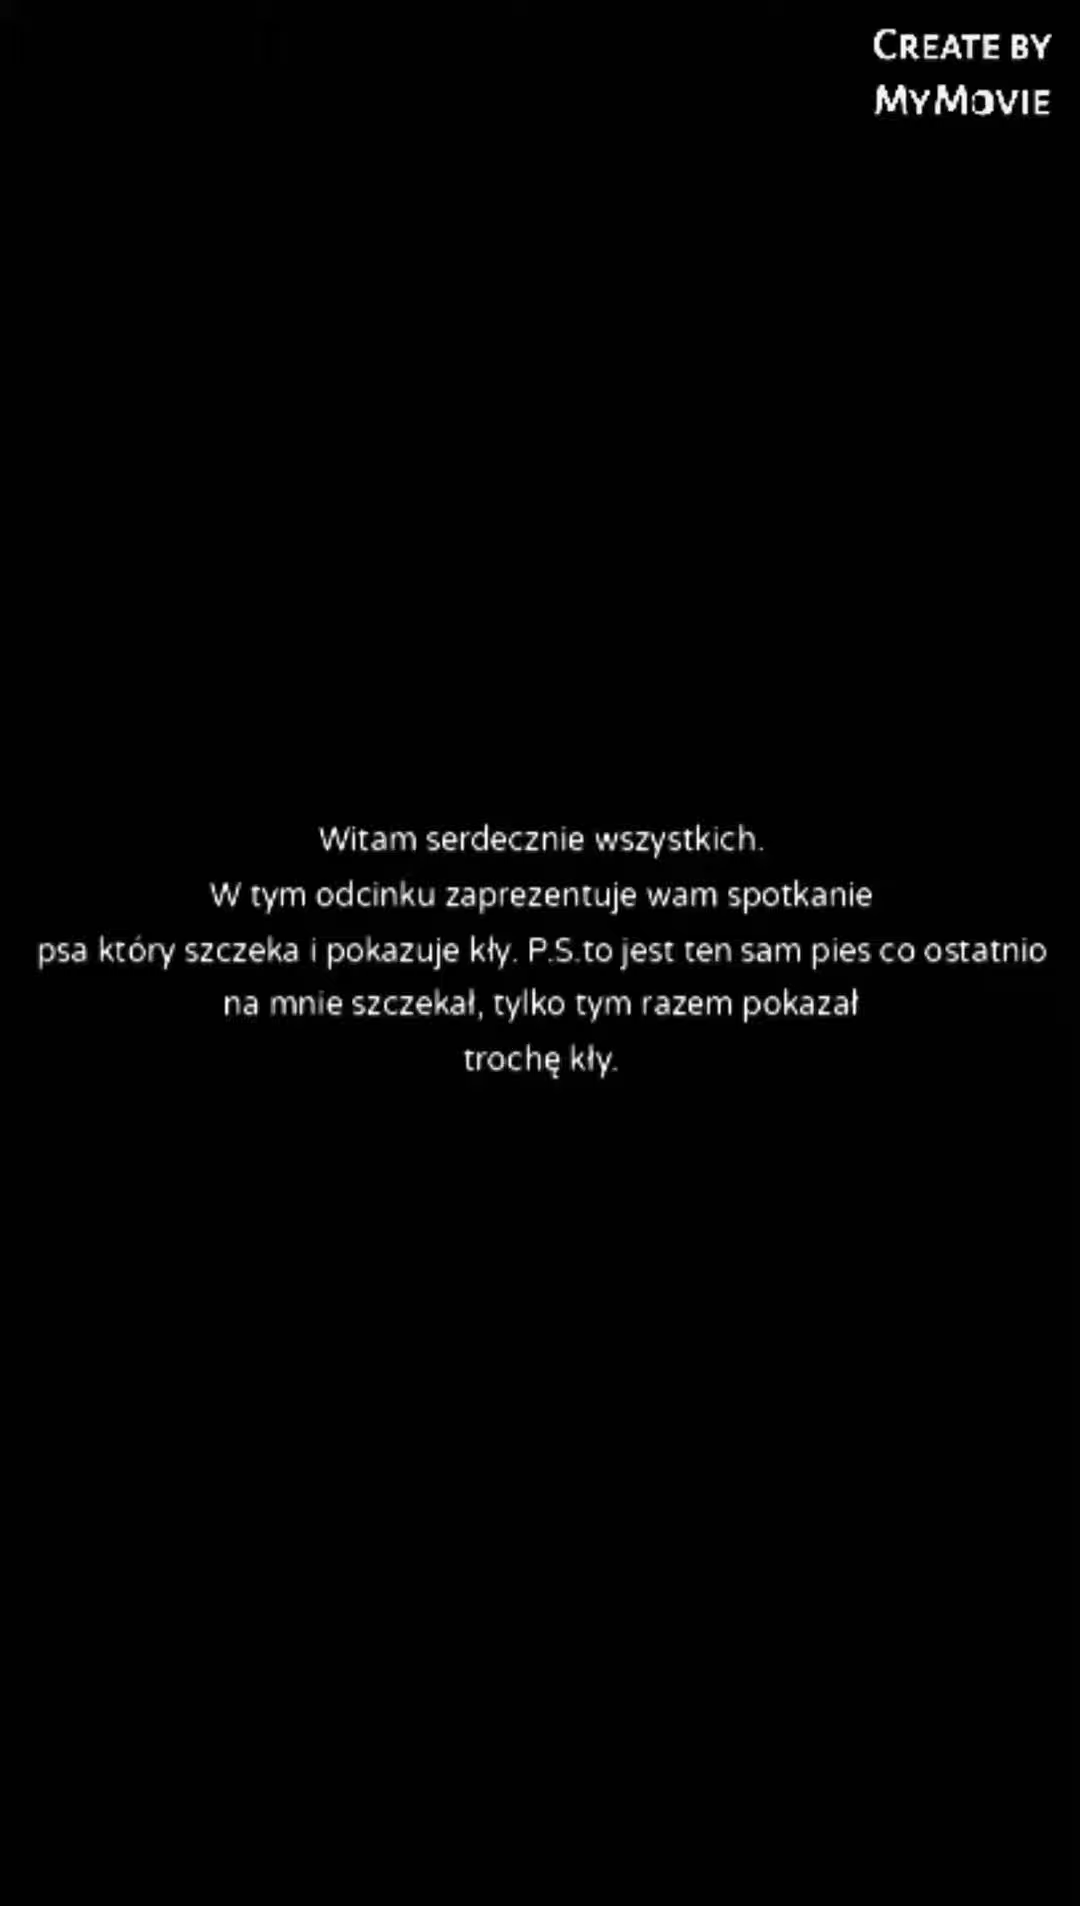 CREATE BY
MYMOVIE
Witam serdecznie wszystkich.
W tym odcinku zaprezentuje wam spotkanie
psa który szczeka i pokazuje kły. P.S.to jest ten sam pies co ostatnio
na mnie szczekał, tylko tym razem pokazał
trochę kły.